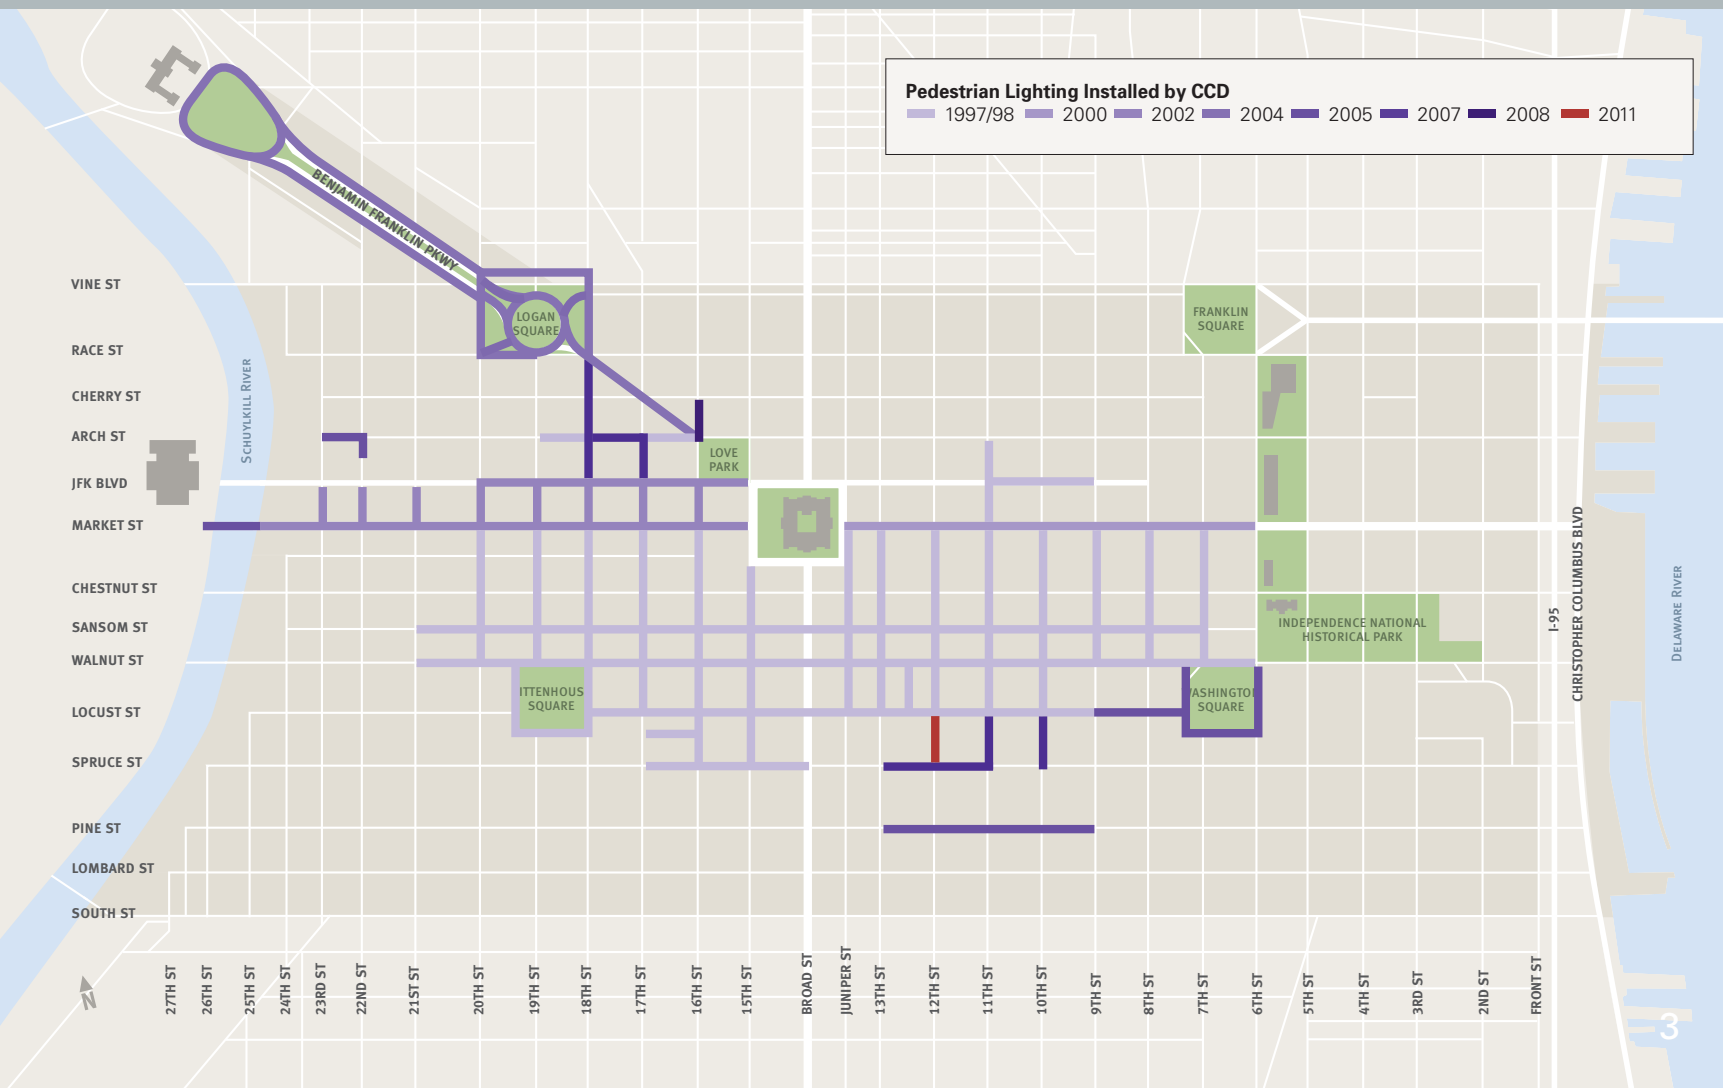 Pedestrian Lighting Installed by CCD
1997/98 2000 2002 2004 2005 2007 2008 2011
BENJAMIN FRANKLIN PKWY
VINE ST
LOGAN
SQUARE
FRANKLIN
SQUARE
RACE ST
CHERRY ST
SCHUYLKILL RIVER
ARCH ST
LOVE
PARK
JFK BLVD
MARKET ST
CHESTNUT ST
SANSOM ST
INDEPENDENCE NATIONAL
HISTORICAL PARK
I-95
CHRISTOPHER COLUMBUS BLVD
DELAWARE RIVER
WALNUT ST
ITTENHOUS
SQUARE
ASHINGTON
SQUARE
LOCUST ST
SPRUCE ST
PINE ST
LOMBARD ST
SOUTH ST
N
27TH ST
26TH ST
25TH ST
24TH ST
23RD ST
22ND ST
21ST ST
20TH ST
19TH ST
18TH ST
17TH ST
16TH ST
15TH ST
BROAD ST
JUNIPER ST
13TH ST
12TH ST
11TH ST
10TH ST
9TH ST
8TH ST
7TH ST
6TH ST
5TH ST
4TH ST
3RD ST
2ND ST
FRONT ST
3